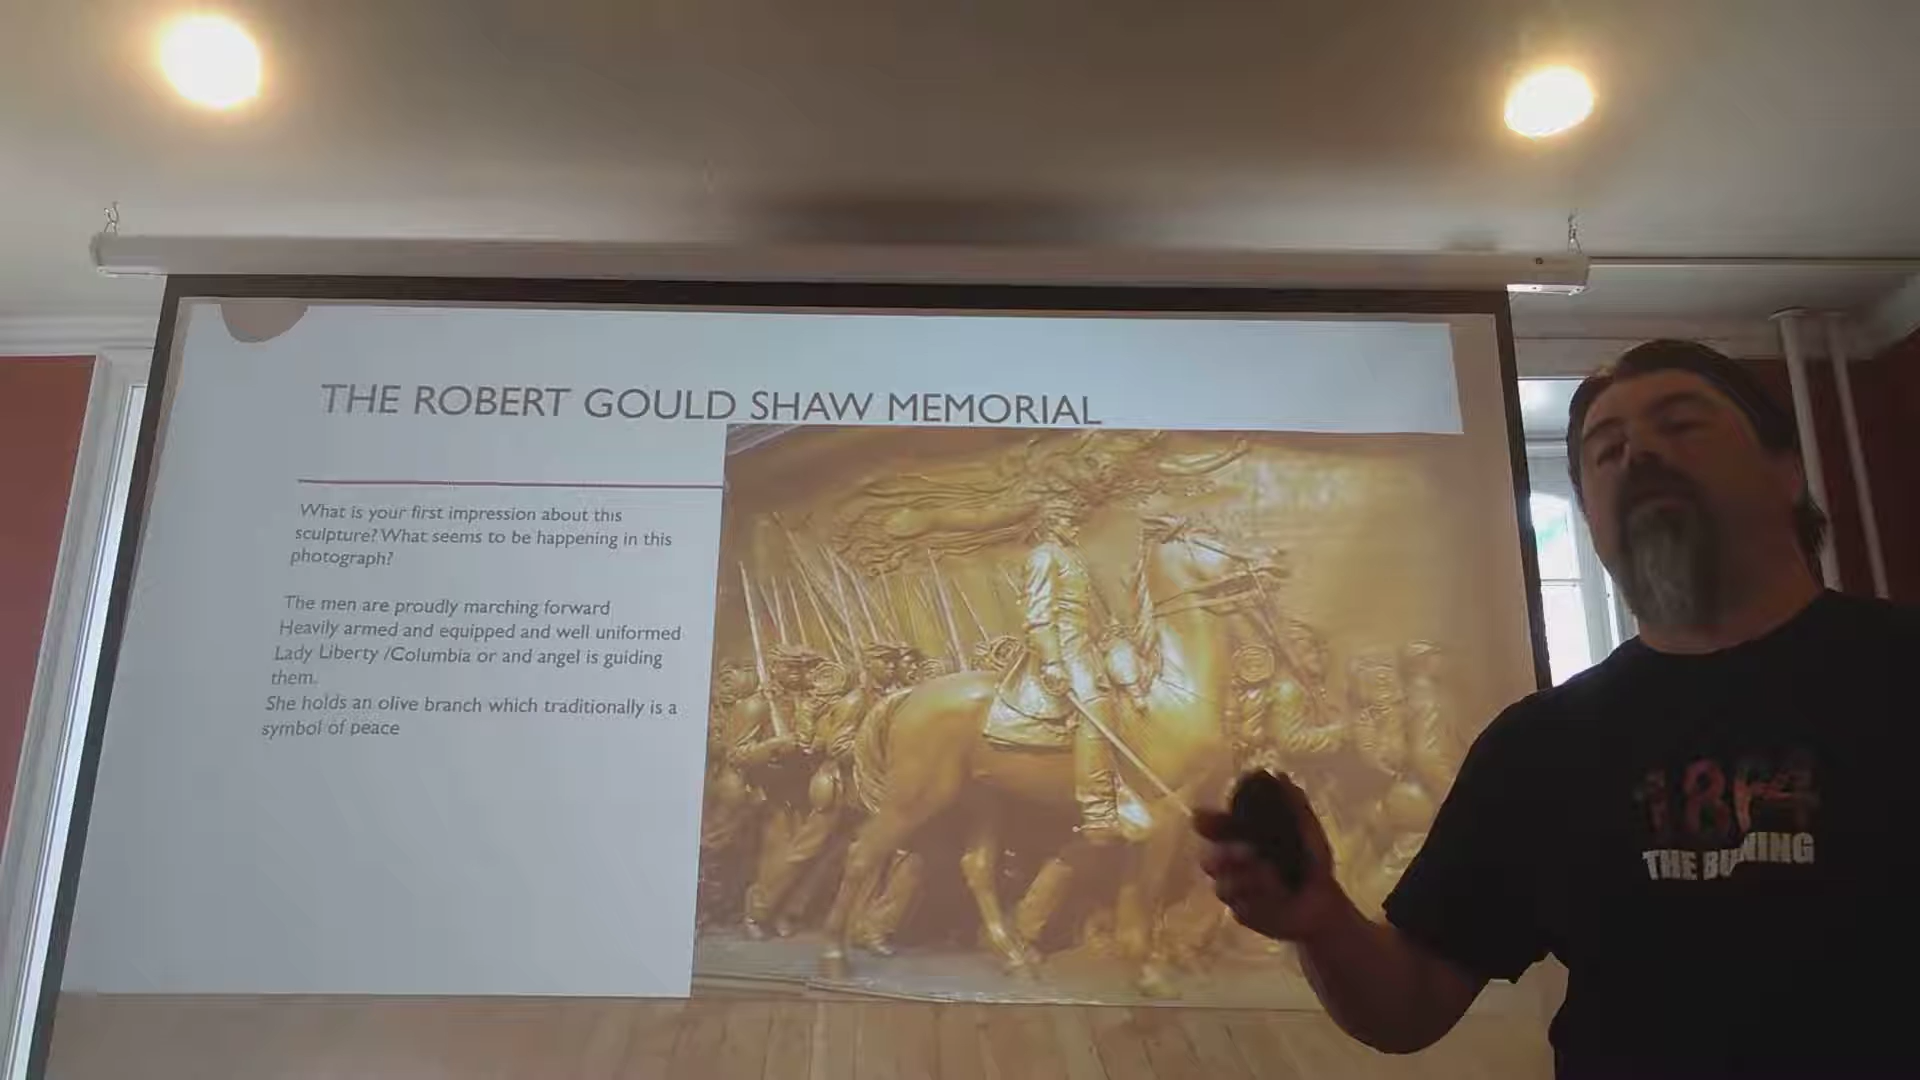 THE ROBERT GOULD SHAW MEMORIAL
What is your first impression about this
sculpture? What seems to be happening in this
photograph?
The men are proudly marching forward
Heavily armed and equipped and well uniformed
Lady Liberty /Columbia or and angel is guiding
them.
She holds an olive branch which traditionally is a
symbol of peace
1864
THE BURNING